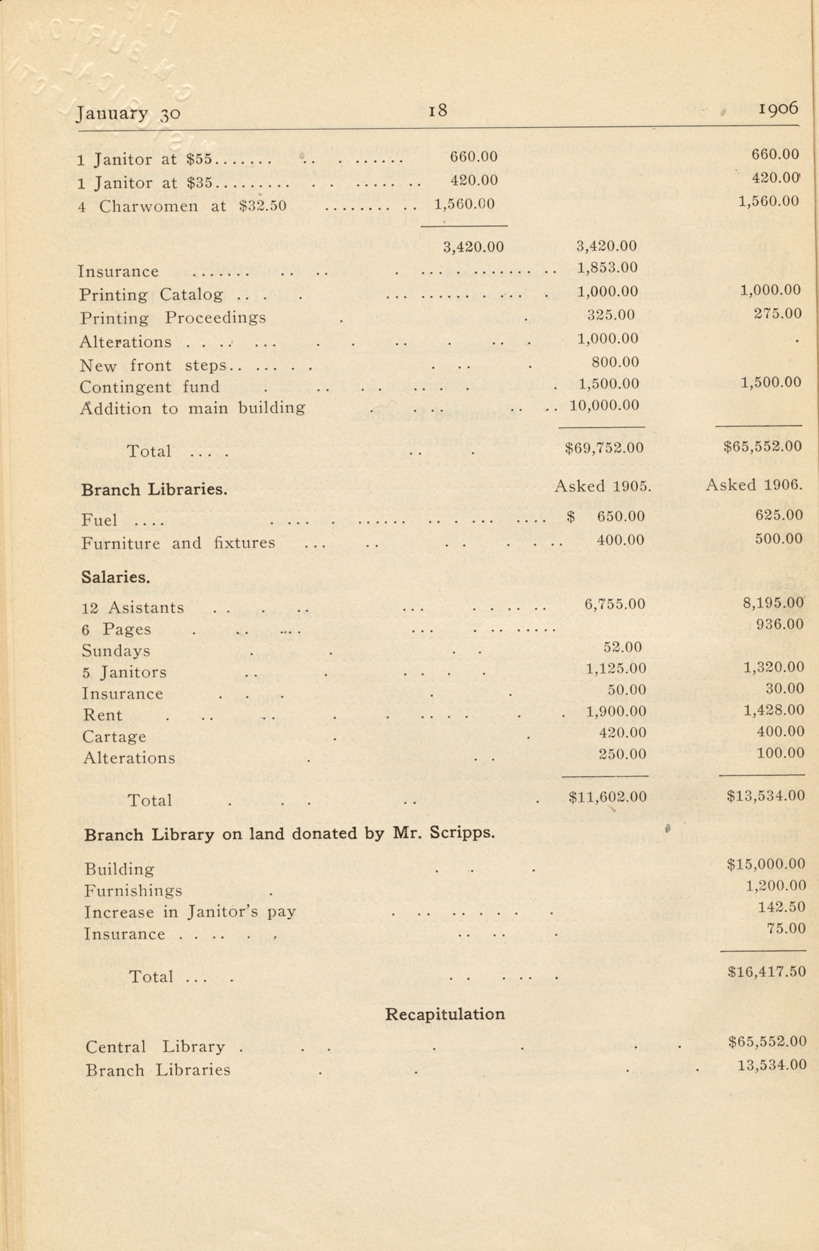 January 30 18 1906
1 Janitor at $55....... .. . ...... 660.00 660.00
1 Janitor at $35......... . . ...... .. 420.00 420.00
4 Charwomen at $32.50 ........ .. 1,560.00 1,560.00
3,420.00 3,420.00
Insurance ....... .. .. . ... . ......... .. 1,853.00
Printing Catalog .. . . ... ...... . ... . 1,000.00 1,000.00
Printing Proceedings . . 325.00 275.00
Alterations . . .. ... . . .. . .. . 1,000.00
New front steps.. ... . . . .. . 800.00
Contingent fund . .. . . .. . . . . 1,500.00 1,500.00
Addition to main building . . .. . .. .. 10,000.00
Total ... . .. . $69,752.00 $65,552.00
Branch Libraries. Asked 1905. Asked 1906.
Fuel .... . ... . ...... .. . ... .... $ 650.00 625.00
Furniture and fixtures ... .. . . . . .. 400.00 500.00
Salaries.
12 Asistants . . . .. ... . .... .. 6,755.00 8,195.00
6 Pages . .. .... ... . ....... 936.00
Sundays . . . . 52.00
5 Janitors .. . . . . . 1,125.00 1,320.00
Insurance . . . . . 50.00 30.00
Rent . .. .. . . ... . . . 1,900.00 1,428.00
Cartage . . 420.00 400.00
Alterations . . . 250.00 100.00
Total . . . .. . $11,602.00 $13,534.00
Branch Library on land donated by Mr. Scripps.
Building . . . $15,000.00
Furnishings . 1,200.00
Increase in Janitor's pay . .. .. . . . . 142.50
Insurance . . .. . . .. .. . 75.00
Total ... . . . . .. . $16,417.50
Recapitulation
Central Library . . . . . . . $65,552.00
Branch Libraries . . . . 13,534.00